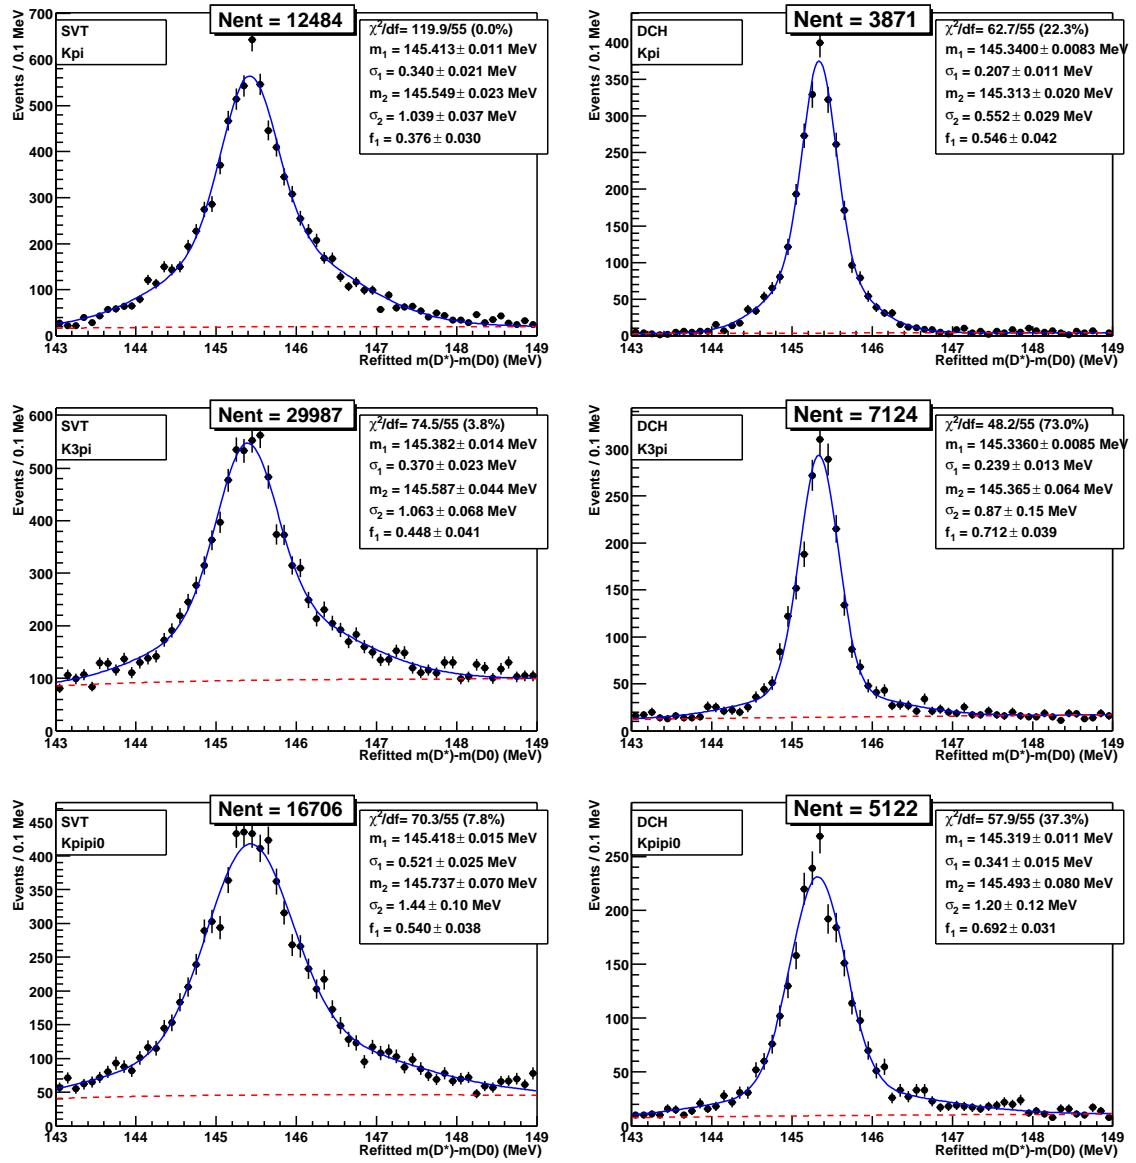 Nent = 12484
SVT
Kpi
χ²/df= 119.9/55 (0.0%)
m₁ = 145.413± 0.011 MeV
σ₁ = 0.340± 0.021 MeV
m₂ = 145.549± 0.023 MeV
σ₂ = 1.039± 0.037 MeV
f₁ = 0.376± 0.030
Events / 0.1 MeV
700
600
500
400
300
200
100
0
143 144 145 146 147 148 149
Refitted m(D*)-m(D0) (MeV)
Nent = 3871
DCH
Kpi
χ²/df= 62.7/55 (22.3%)
m₁ = 145.3400± 0.0083 MeV
σ₁ = 0.207± 0.011 MeV
m₂ = 145.313± 0.020 MeV
σ₂ = 0.552± 0.029 MeV
f₁ = 0.546± 0.042
Events / 0.1 MeV
400
350
300
250
200
150
100
50
0
143 144 145 146 147 148 149
Refitted m(D*)-m(D0) (MeV)
Nent = 29987
SVT
K3pi
χ²/df= 74.5/55 (3.8%)
m₁ = 145.382± 0.014 MeV
σ₁ = 0.370± 0.023 MeV
m₂ = 145.587± 0.044 MeV
σ₂ = 1.063± 0.068 MeV
f₁ = 0.448± 0.041
Events / 0.1 MeV
600
500
400
300
200
100
0
143 144 145 146 147 148 149
Refitted m(D*)-m(D0) (MeV)
Nent = 7124
DCH
K3pi
χ²/df= 48.2/55 (73.0%)
m₁ = 145.3360± 0.0085 MeV
σ₁ = 0.239± 0.013 MeV
m₂ = 145.365± 0.064 MeV
σ₂ = 0.87± 0.15 MeV
f₁ = 0.712± 0.039
Events / 0.1 MeV
300
250
200
150
100
50
0
143 144 145 146 147 148 149
Refitted m(D*)-m(D0) (MeV)
Nent = 16706
SVT
Kpipi0
χ²/df= 70.3/55 (7.8%)
m₁ = 145.418± 0.015 MeV
σ₁ = 0.521± 0.025 MeV
m₂ = 145.737± 0.070 MeV
σ₂ = 1.44± 0.10 MeV
f₁ = 0.540± 0.038
Events / 0.1 MeV
450
400
350
300
250
200
150
100
50
0
143 144 145 146 147 148 149
Refitted m(D*)-m(D0) (MeV)
Nent = 5122
DCH
Kpipi0
χ²/df= 57.9/55 (37.3%)
m₁ = 145.319± 0.011 MeV
σ₁ = 0.341± 0.015 MeV
m₂ = 145.493± 0.080 MeV
σ₂ = 1.20± 0.12 MeV
f₁ = 0.692± 0.031
Events / 0.1 MeV
250
200
150
100
50
0
143 144 145 146 147 148 149
Refitted m(D*)-m(D0) (MeV)